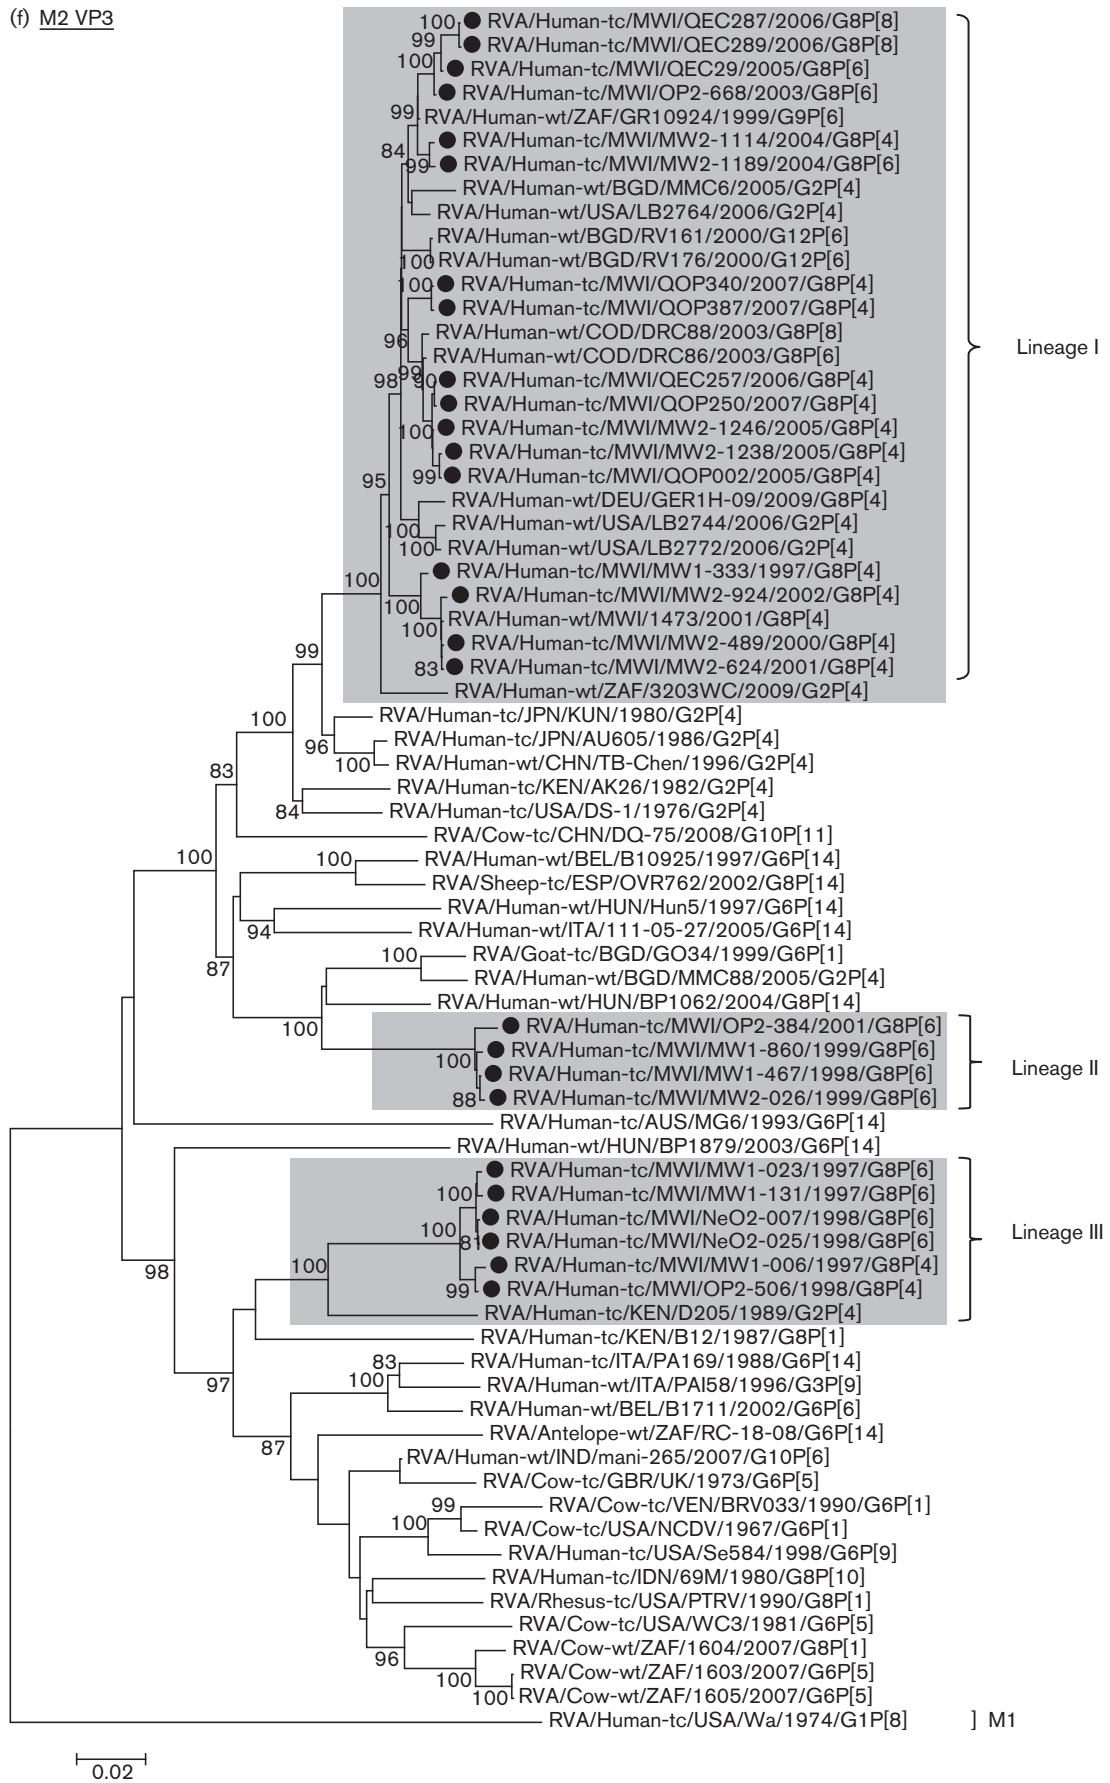 (f) M2 VP3
100 RVA/Human-tc/MWI/QEC287/2006/G8P[8]
99 RVA/Human-tc/MWI/QEC289/2006/G8P[8]
100 RVA/Human-tc/MWI/QEC29/2005/G8P[6]
RVA/Human-tc/MWI/OP2-668/2003/G8P[6]
99 RVA/Human-wt/ZAF/GR10924/1999/G9P[6]
RVA/Human-tc/MWI/MW2-1114/2004/G8P[4]
84
99 RVA/Human-tc/MWI/MW2-1189/2004/G8P[6]
RVA/Human-wt/BGD/MMC6/2005/G2P[4]
RVA/Human-wt/USA/LB2764/2006/G2P[4]
RVA/Human-wt/BGD/RV161/2000/G12P[6]
100 RVA/Human-wt/BGD/RV176/2000/G12P[6]
100 RVA/Human-tc/MWI/QOP340/2007/G8P[4]
RVA/Human-tc/MWI/QOP387/2007/G8P[4]
96 RVA/Human-wt/COD/DRC88/2003/G8P[8]
Lineage I
RVA/Human-wt/COD/DRC86/2003/G8P[6]
98 99 90 RVA/Human-tc/MWI/QEC257/2006/G8P[4]
RVA/Human-tc/MWI/QOP250/2007/G8P[4]
100 RVA/Human-tc/MWI/MW2-1246/2005/G8P[4]
RVA/Human-tc/MWI/MW2-1238/2005/G8P[4]
95 99 RVA/Human-tc/MWI/QOP002/2005/G8P[4]
RVA/Human-wt/DEU/GER1H-09/2009/G8P[4]
100 RVA/Human-wt/USA/LB2744/2006/G2P[4]
100 RVA/Human-wt/USA/LB2772/2006/G2P[4]
100 RVA/Human-tc/MWI/MW1-333/1997/G8P[4]
100 RVA/Human-tc/MWI/MW2-924/2002/G8P[4]
100 RVA/Human-wt/MWI/1473/2001/G8P[4]
99 RVA/Human-tc/MWI/MW2-489/2000/G8P[4]
83 RVA/Human-tc/MWI/MW2-624/2001/G8P[4]
RVA/Human-wt/ZAF/3203WC/2009/G2P[4]
100 RVA/Human-tc/JPN/KUN/1980/G2P[4]
96 RVA/Human-tc/JPN/AU605/1986/G2P[4]
83 100 RVA/Human-wt/CHN/TB-Chen/1996/G2P[4]
RVA/Human-tc/KEN/AK26/1982/G2P[4]
84 RVA/Human-tc/USA/DS-1/1976/G2P[4]
RVA/Cow-tc/CHN/DQ-75/2008/G10P[11]
100 100 RVA/Human-wt/BEL/B10925/1997/G6P[14]
RVA/Sheep-tc/ESP/OVR762/2002/G8P[14]
RVA/Human-wt/HUN/Hun5/1997/G6P[14]
94 RVA/Human-wt/ITA/111-05-27/2005/G6P[14]
87 100 RVA/Goat-tc/BGD/GO34/1999/G6P[1]
RVA/Human-wt/BGD/MMC88/2005/G2P[4]
RVA/Human-wt/HUN/BP1062/2004/G8P[14]
100 RVA/Human-tc/MWI/OP2-384/2001/G8P[6]
100 RVA/Human-tc/MWI/MW1-860/1999/G8P[6]
RVA/Human-tc/MWI/MW1-467/1998/G8P[6]
Lineage II
88 RVA/Human-tc/MWI/MW2-026/1999/G8P[6]
RVA/Human-tc/AUS/MG6/1993/G6P[14]
RVA/Human-wt/HUN/BP1879/2003/G6P[14]
RVA/Human-tc/MWI/MW1-023/1997/G8P[6]
100 RVA/Human-tc/MWI/MW1-131/1997/G8P[6]
100 RVA/Human-tc/MWI/NeO2-007/1998/G8P[6]
Lineage III
81 RVA/Human-tc/MWI/NeO2-025/1998/G8P[6]
98 100 RVA/Human-tc/MWI/MW1-006/1997/G8P[4]
99 RVA/Human-tc/MWI/OP2-506/1998/G8P[4]
RVA/Human-tc/KEN/D205/1989/G2P[4]
RVA/Human-tc/KEN/B12/1987/G8P[1]
83 RVA/Human-tc/ITA/PA169/1988/G6P[14]
97 100 RVA/Human-wt/ITA/PAI58/1996/G3P[9]
RVA/Human-wt/BEL/B1711/2002/G6P[6]
87 RVA/Antelope-wt/ZAF/RC-18-08/G6P[14]
RVA/Human-wt/IND/mani-265/2007/G10P[6]
RVA/Cow-tc/GBR/UK/1973/G6P[5]
99 RVA/Cow-tc/VEN/BRV033/1990/G6P[1]
100 RVA/Cow-tc/USA/NCDV/1967/G6P[1]
RVA/Human-tc/USA/Se584/1998/G6P[9]
RVA/Human-tc/IDN/69M/1980/G8P[10]
RVA/Rhesus-tc/USA/PTRV/1990/G8P[1]
RVA/Cow-tc/USA/WC3/1981/G6P[5]
96 RVA/Cow-wt/ZAF/1604/2007/G8P[1]
100 RVA/Cow-wt/ZAF/1603/2007/G6P[5]
100 RVA/Cow-wt/ZAF/1605/2007/G6P[5]
RVA/Human-tc/USA/Wa/1974/G1P[8] ] M1
0.02